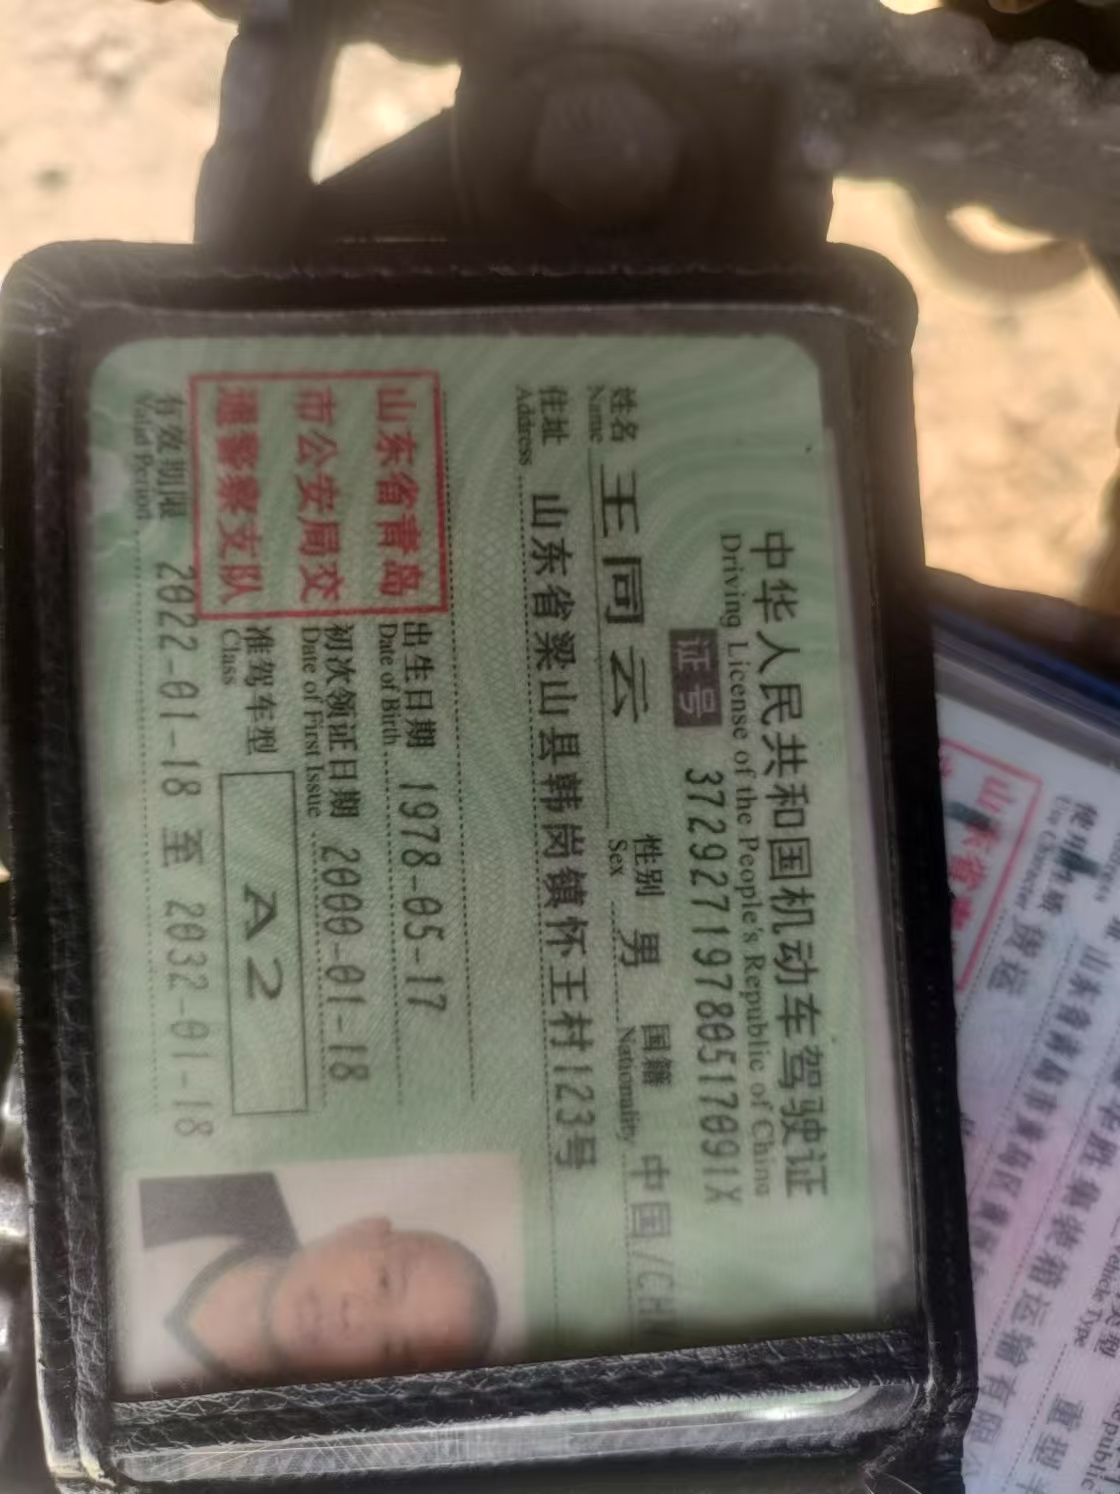 中华人民共和国机动车驾驶证
Driving License of the People's Republic of China
证号 37292719780517091X
姓名 王同云 性别 男 国籍 中国/CH
Name Sex Nationality
住址 山东省梁山县韩岗镇怀王村123号
Address
山东省青岛
市公安局交
通警察支队
出生日期 1978-05-17
Date of Birth
初次领证日期 2000-01-18
Date of First Issue
准驾车型 A2
Class
有效期限 2022-01-18 至 2032-01-18
Valid Period
山东省